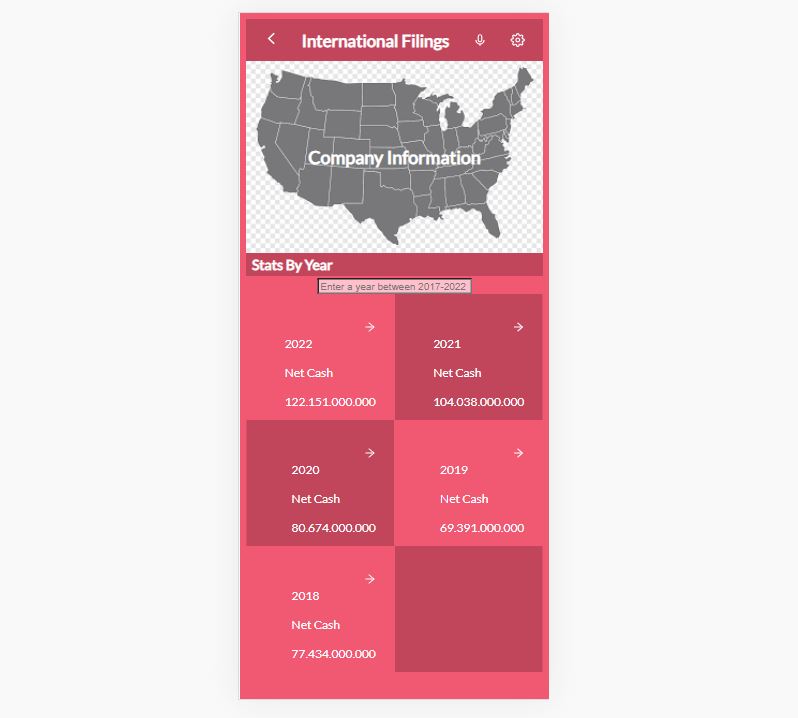 International Filings
Company Information
Stats By Year
Enter a year between 2017-2022
2022
Net Cash
122.151.000.000
2021
Net Cash
104.038.000.000
2020
Net Cash
80.674.000.000
2019
Net Cash
69.391.000.000
2018
Net Cash
77.434.000.000